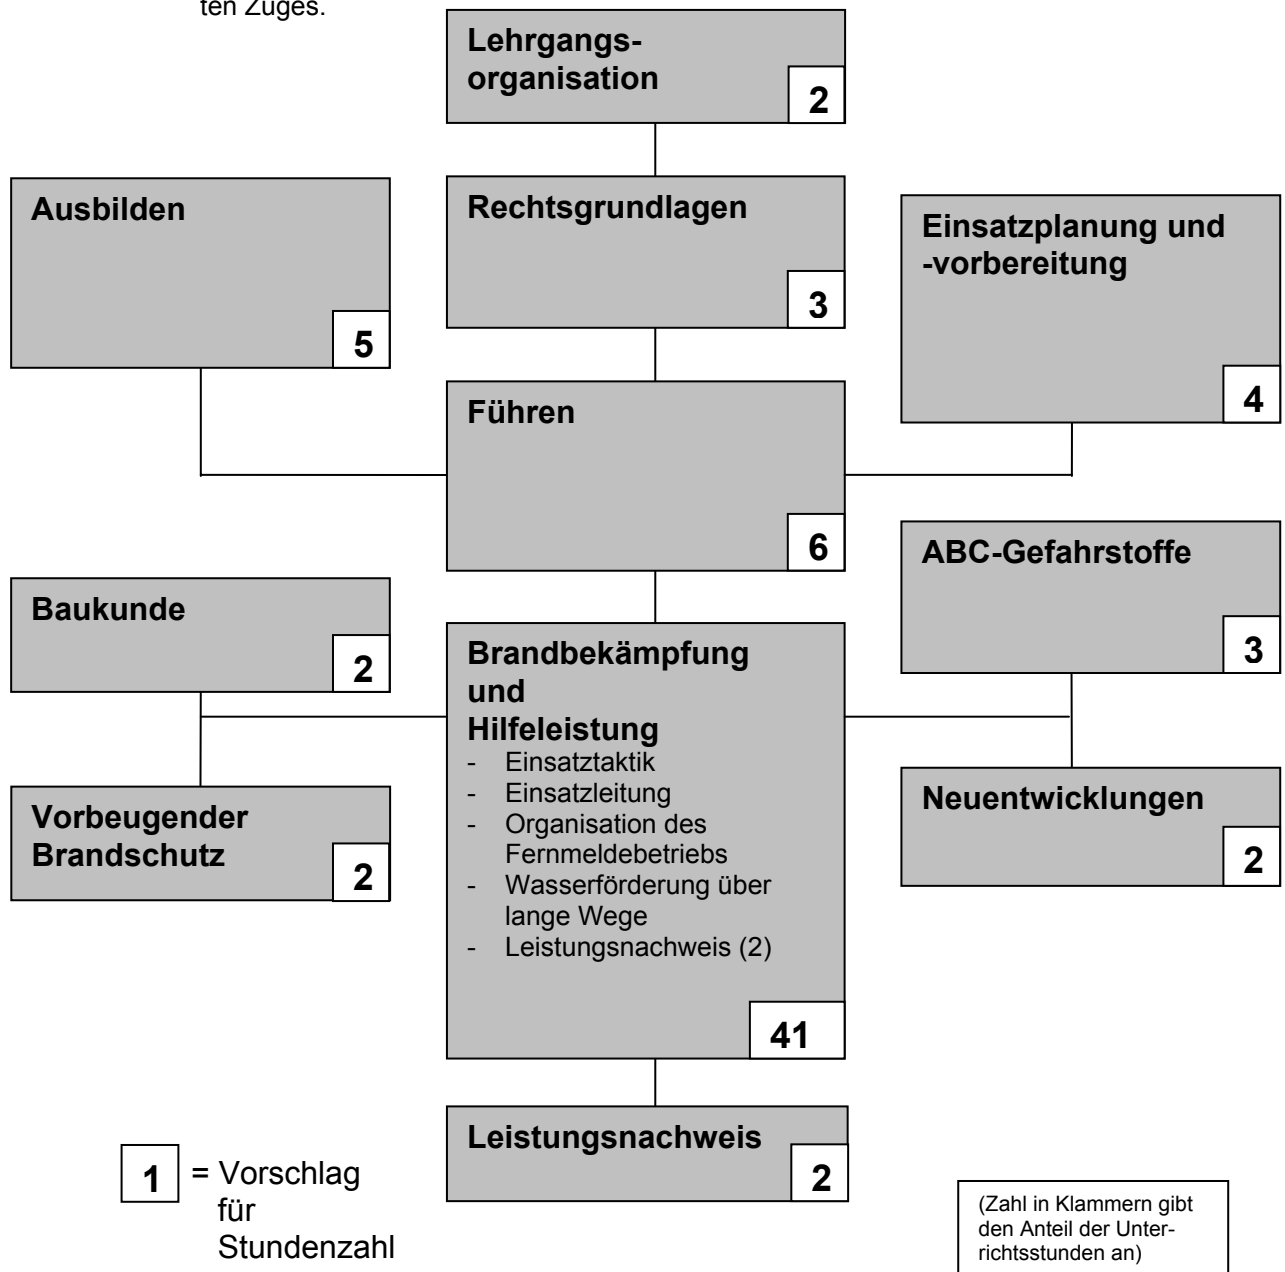 ten Zuges.
Lehrgangs-
organisation
2
Ausbilden
5
Rechtsgrundlagen
3
Einsatzplanung und
-vorbereitung
4
Führen
6
ABC-Gefahrstoffe
3
Baukunde
2
Brandbekämpfung
und
Hilfeleistung
- Einsatztaktik
- Einsatzleitung
- Organisation des
Fernmeldebetriebs
- Wasserförderung über
lange Wege
- Leistungsnachweis (2)
41
Vorbeugender
Brandschutz
2
Neuentwicklungen
2
Leistungsnachweis
2
1 = Vorschlag
für
Stundenzahl
(Zahl in Klammern gibt
den Anteil der Unter-
richtsstunden an)